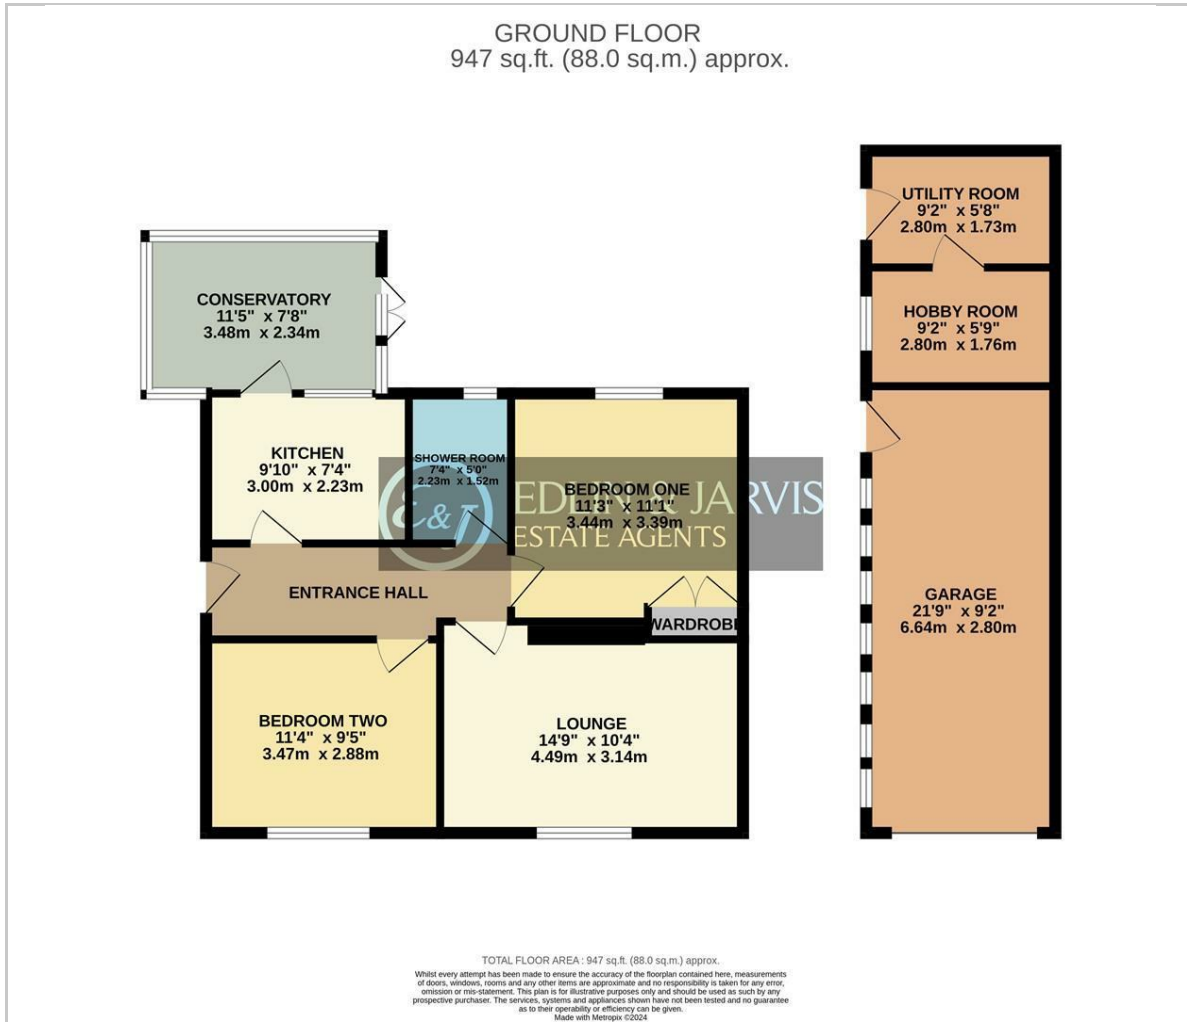 GROUND FLOOR
947 sq.ft. (88.0 sq.m.) approx.
UTILITY ROOM
9'2" x 5'8"
2.80m x 1.73m
CONSERVATORY
11'5" x 7'8"
3.48m x 2.34m
HOBBY ROOM
9'2" x 5'9"
2.80m x 1.76m
KITCHEN
9'10" x 7'4"
3.00m x 2.23m
SHOWER ROOM
7'4" x 5'0"
2.23m x 1.52m
BEDROOM ONE
11'3" x 11'1"
3.44m x 3.39m
E&J
EDEN & JARVIS
ESTATE AGENTS
ENTRANCE HALL
WARDROBE
GARAGE
21'9" x 9'2"
6.64m x 2.80m
BEDROOM TWO
11'4" x 9'5"
3.47m x 2.88m
LOUNGE
14'9" x 10'4"
4.49m x 3.14m
TOTAL FLOOR AREA : 947 sq.ft. (88.0 sq.m.) approx.
Whilst every attempt has been made to ensure the accuracy of the floorplan contained here, measurements
of doors, windows, rooms and any other items are approximate and no responsibility is taken for any error,
omission or mis-statement. This plan is for illustrative purposes only and should be used as such by any
prospective purchaser. The services, systems and appliances shown have not been tested and no guarantee
as to their operability or efficiency can be given.
Made with Metropix ©2024